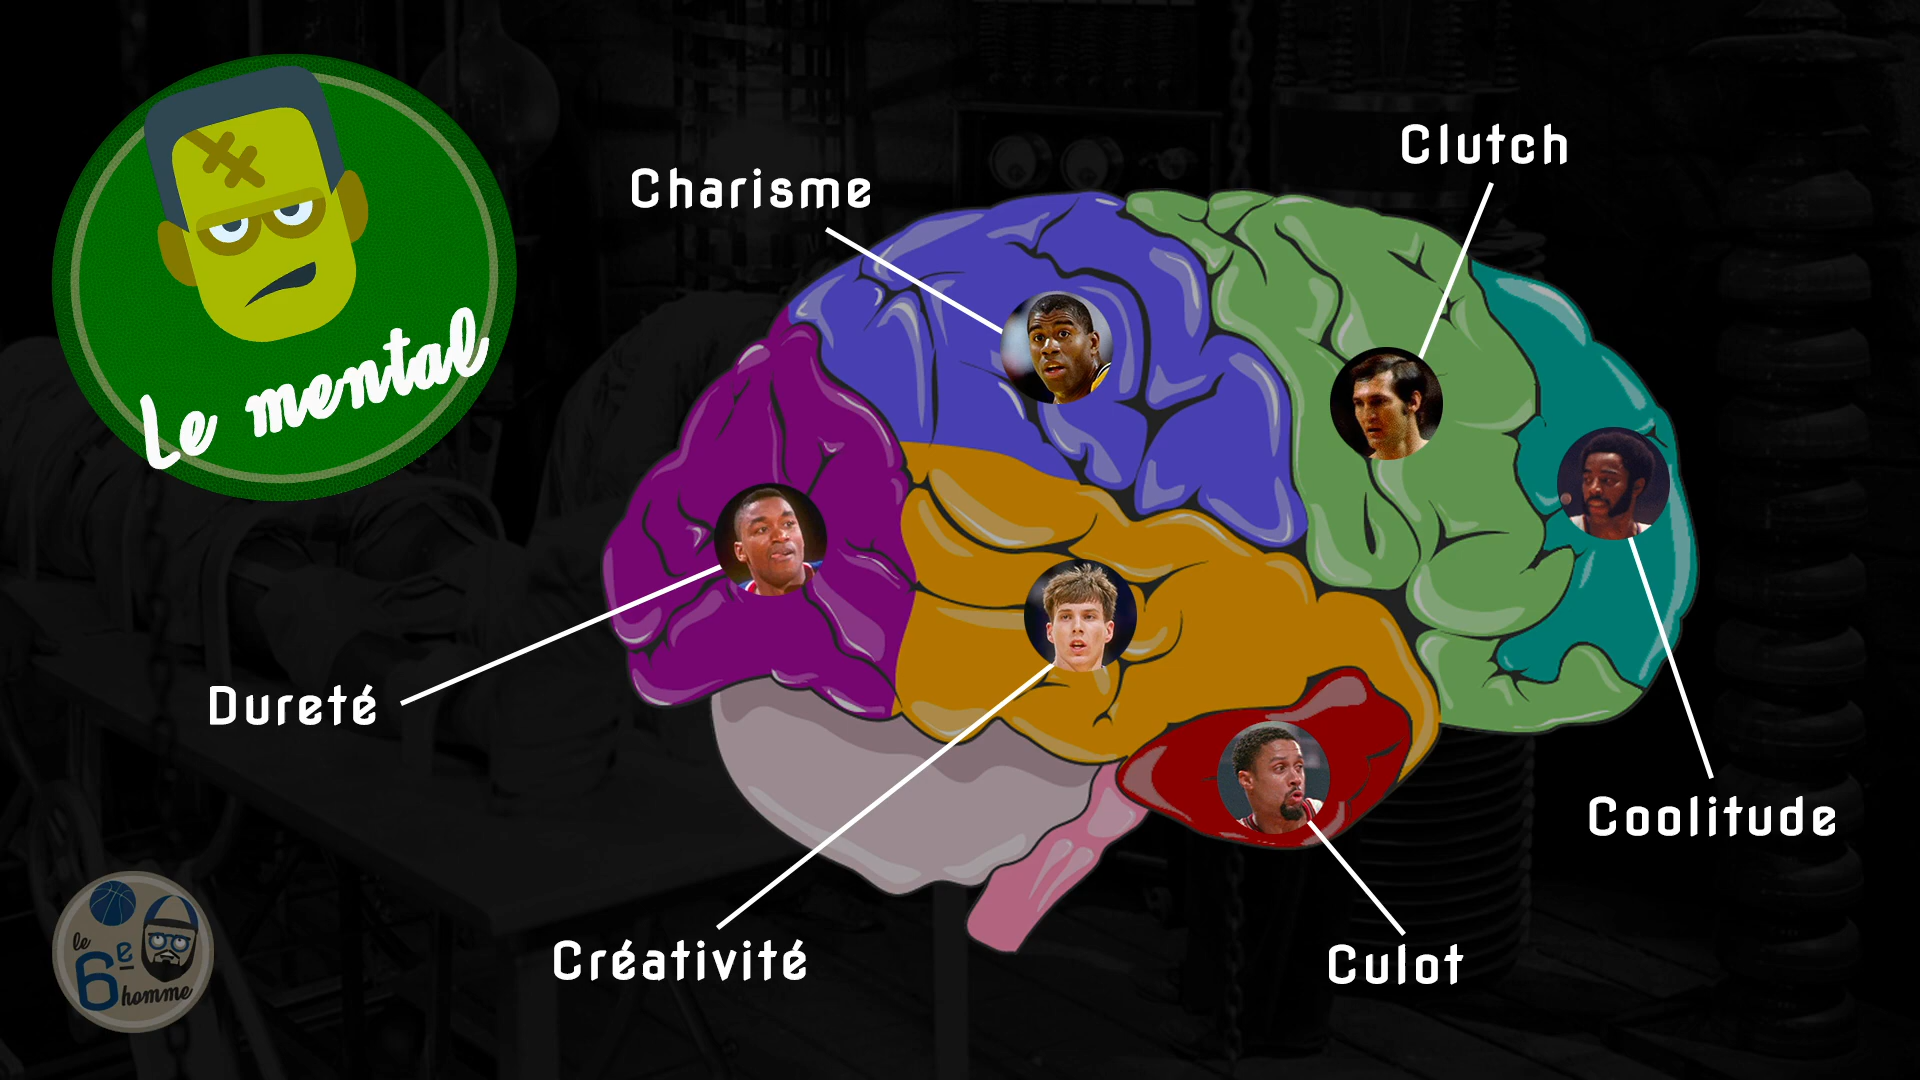 Le mental
Charisme
Clutch
Dureté
Coolitude
Créativité
Culot
le
6e
homme